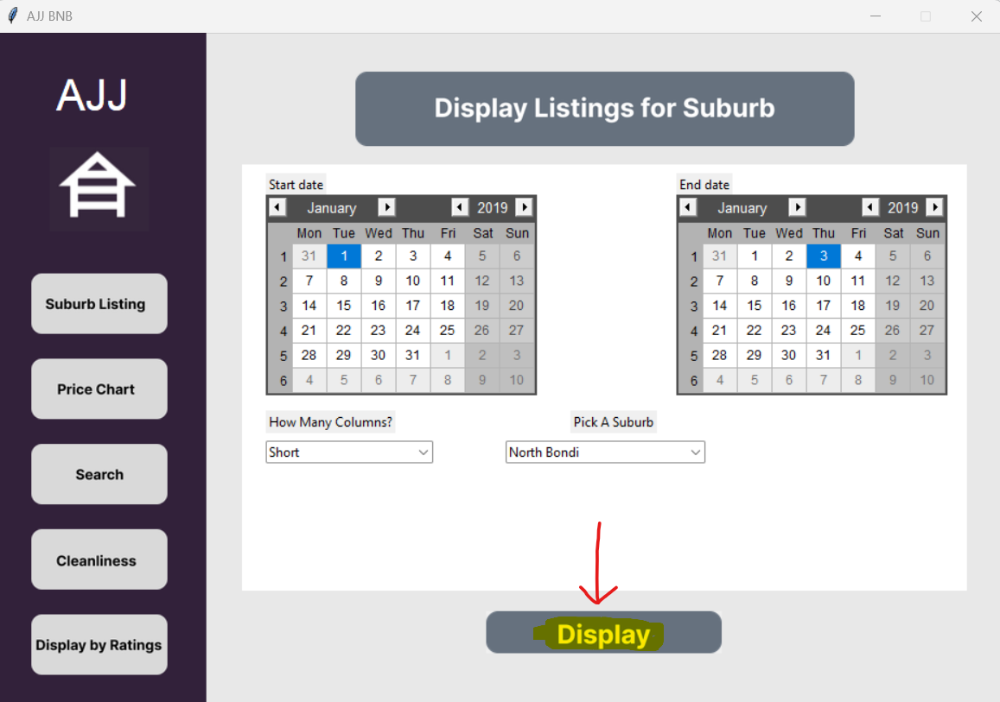 AJJ BNB
AJJ
Suburb Listing
Price Chart
Search
Cleanliness
Display by Ratings
Display Listings for Suburb
Start date
January 2019
Mon Tue Wed Thu Fri Sat Sun
1 31 1 2 3 4 5 6
2 7 8 9 10 11 12 13
3 14 15 16 17 18 19 20
4 21 22 23 24 25 26 27
5 28 29 30 31 1 2 3
6 4 5 6 7 8 9 10
End date
January 2019
Mon Tue Wed Thu Fri Sat Sun
1 31 1 2 3 4 5 6
2 7 8 9 10 11 12 13
3 14 15 16 17 18 19 20
4 21 22 23 24 25 26 27
5 28 29 30 31 1 2 3
6 4 5 6 7 8 9 10
How Many Columns?
Short
Pick A Suburb
North Bondi
Display